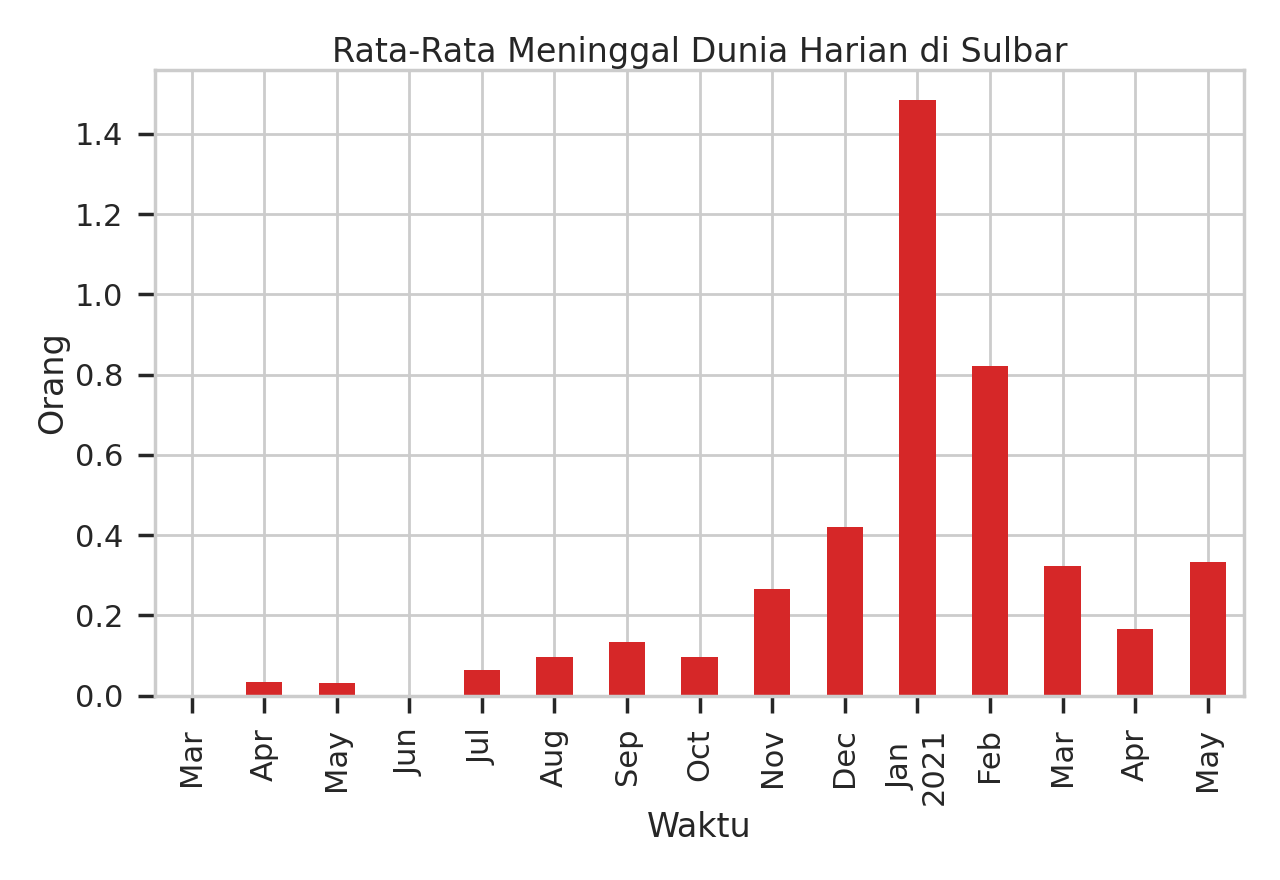 Rata-Rata Meninggal Dunia Harian di Sulbar
Orang
1.4
1.2
1.0
0.8
0.6
0.4
0.2
0.0
Mar
Apr
May
Jun
Jul
Aug
Sep
Oct
Nov
Dec
Jan
2021
Feb
Mar
Apr
May
Waktu